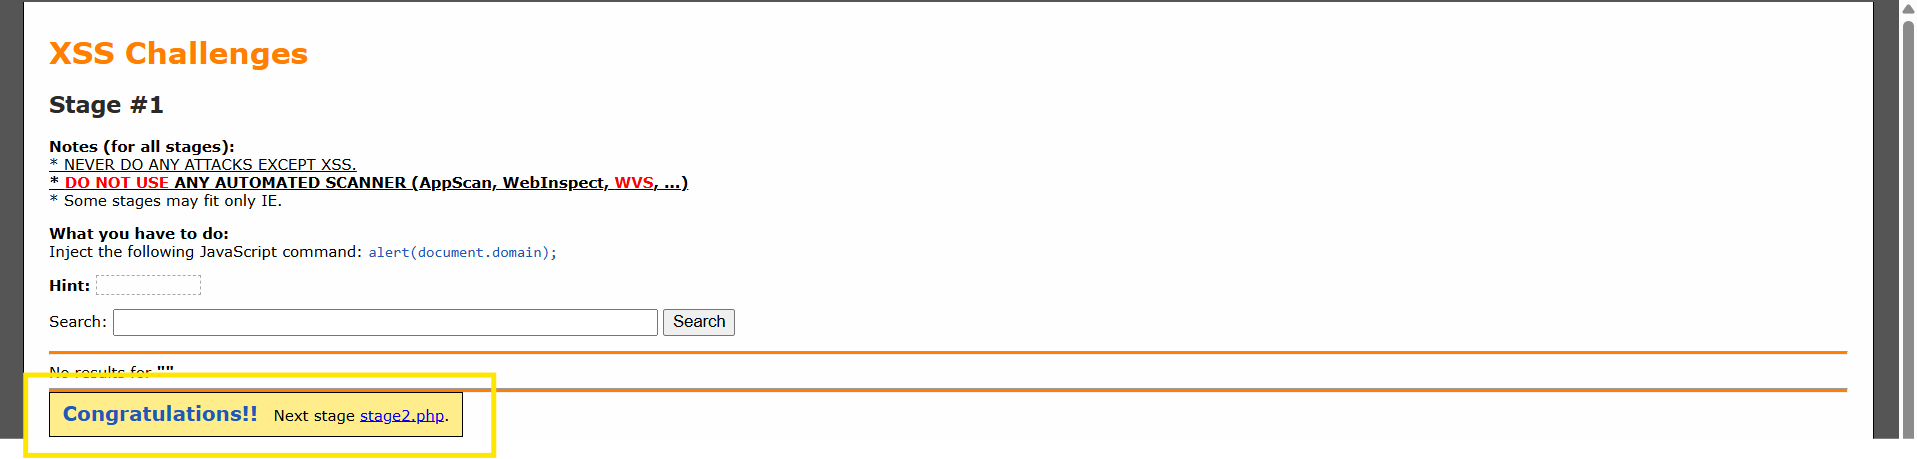 XSS Challenges
Stage #1
Notes (for all stages):
* NEVER DO ANY ATTACKS EXCEPT XSS.
* DO NOT USE ANY AUTOMATED SCANNER (AppScan, WebInspect, WVS, ...)
* Some stages may fit only IE.
What you have to do:
Inject the following JavaScript command: alert(document.domain);
Hint:
Search: Search
No results for ""
Congratulations!! Next stage stage2.php.